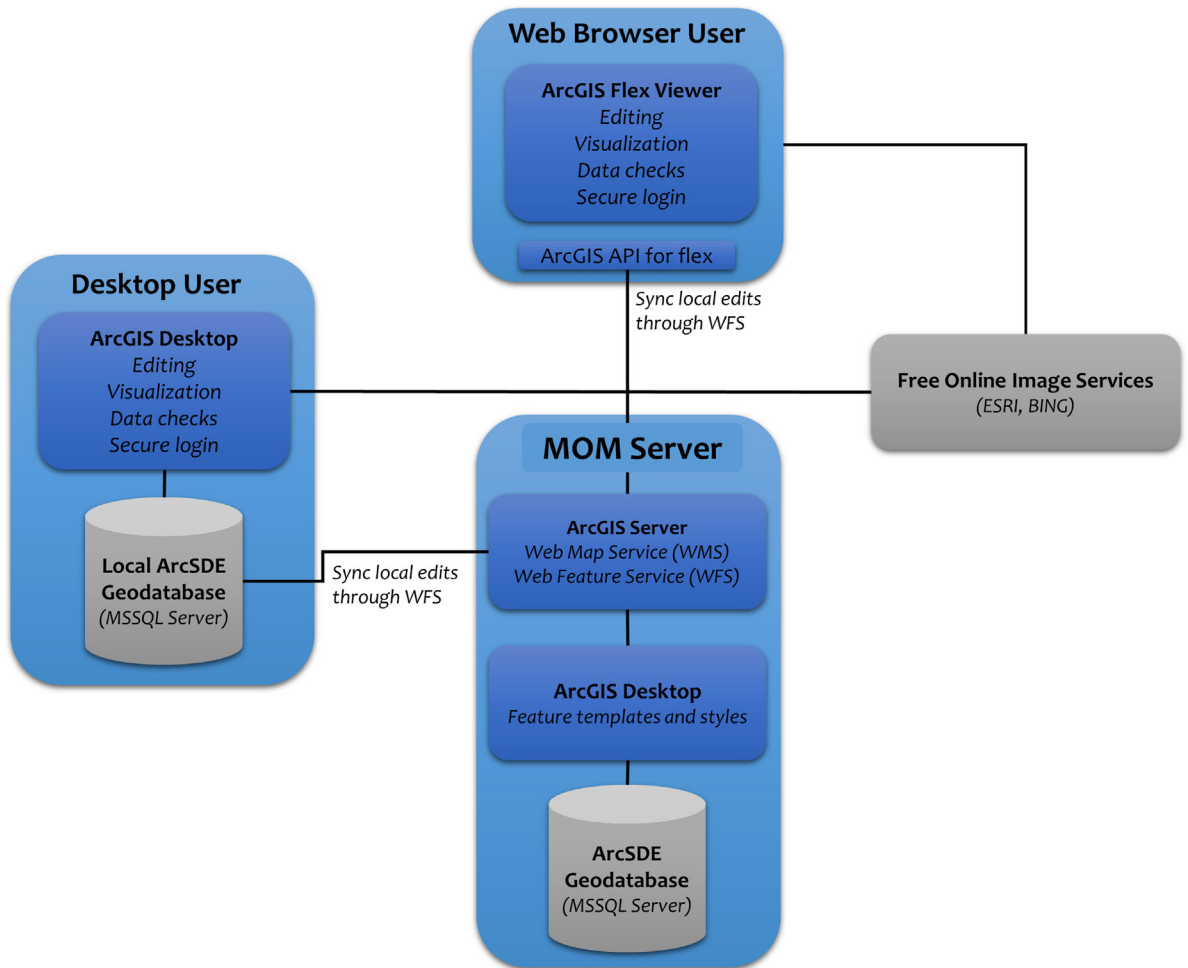 Web Browser User
ArcGIS Flex Viewer
Editing
Visualization
Data checks
Secure login
ArcGIS API for flex
Sync local edits
through WFS
Desktop User
ArcGIS Desktop
Editing
Visualization
Data checks
Secure login
Local ArcSDE
Geodatabase
(MSSQL Server)
Sync local edits
through WFS
Free Online Image Services
(ESRI, BING)
MOM Server
ArcGIS Server
Web Map Service (WMS)
Web Feature Service (WFS)
ArcGIS Desktop
Feature templates and styles
ArcSDE
Geodatabase
(MSSQL Server)